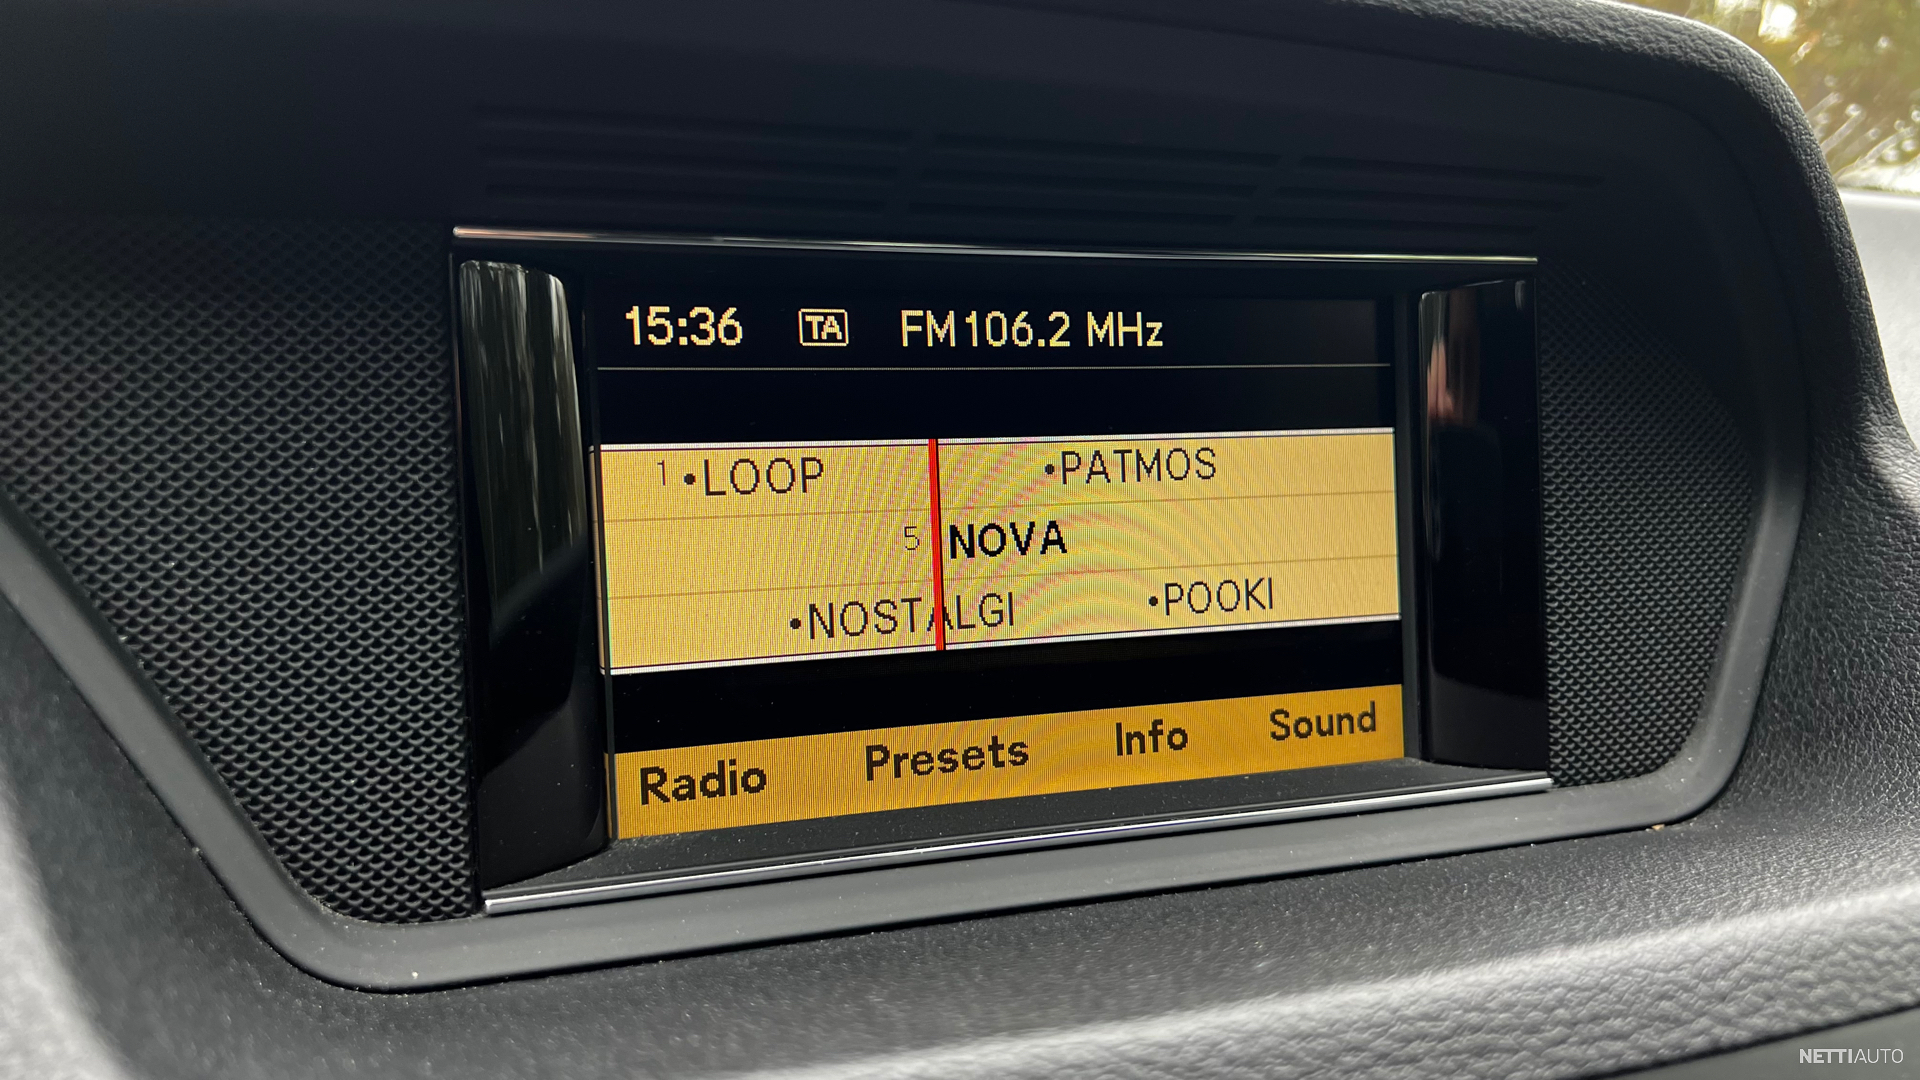 15:36 TA FM 106.2 MHz
1 •LOOP •PATMOS
5 NOVA
•NOSTALGI •POOKI
Radio Presets Info Sound
NETTIAUTO